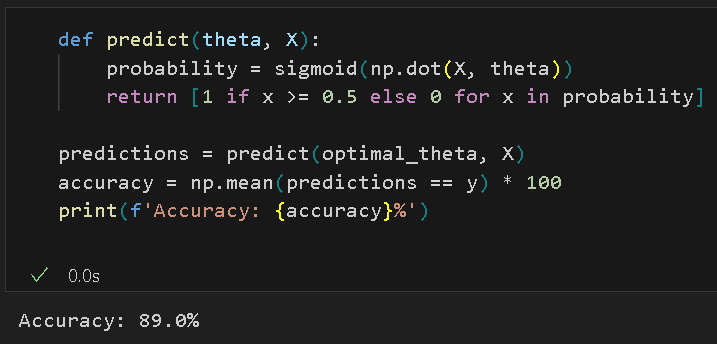 def predict(theta, X):
    probability = sigmoid(np.dot(X, theta))
    return [1 if x >= 0.5 else 0 for x in probability]
predictions = predict(optimal_theta, X)
accuracy = np.mean(predictions == y) * 100
print(f'Accuracy: {accuracy}%')
0.0s
Accuracy: 89.0%